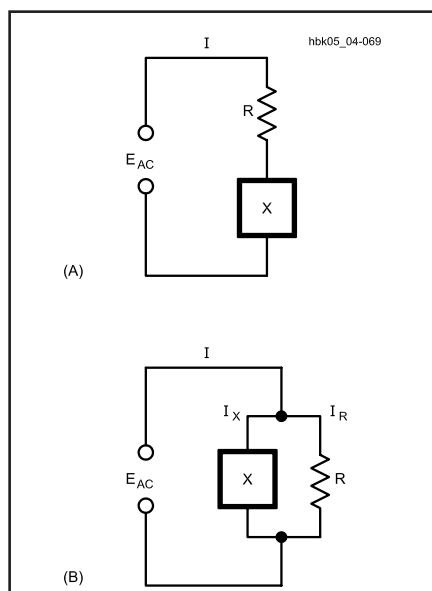 I
hbk05_04-069
R
E AC
X
(A)
I
I X
I R
E AC
X
R
(B)